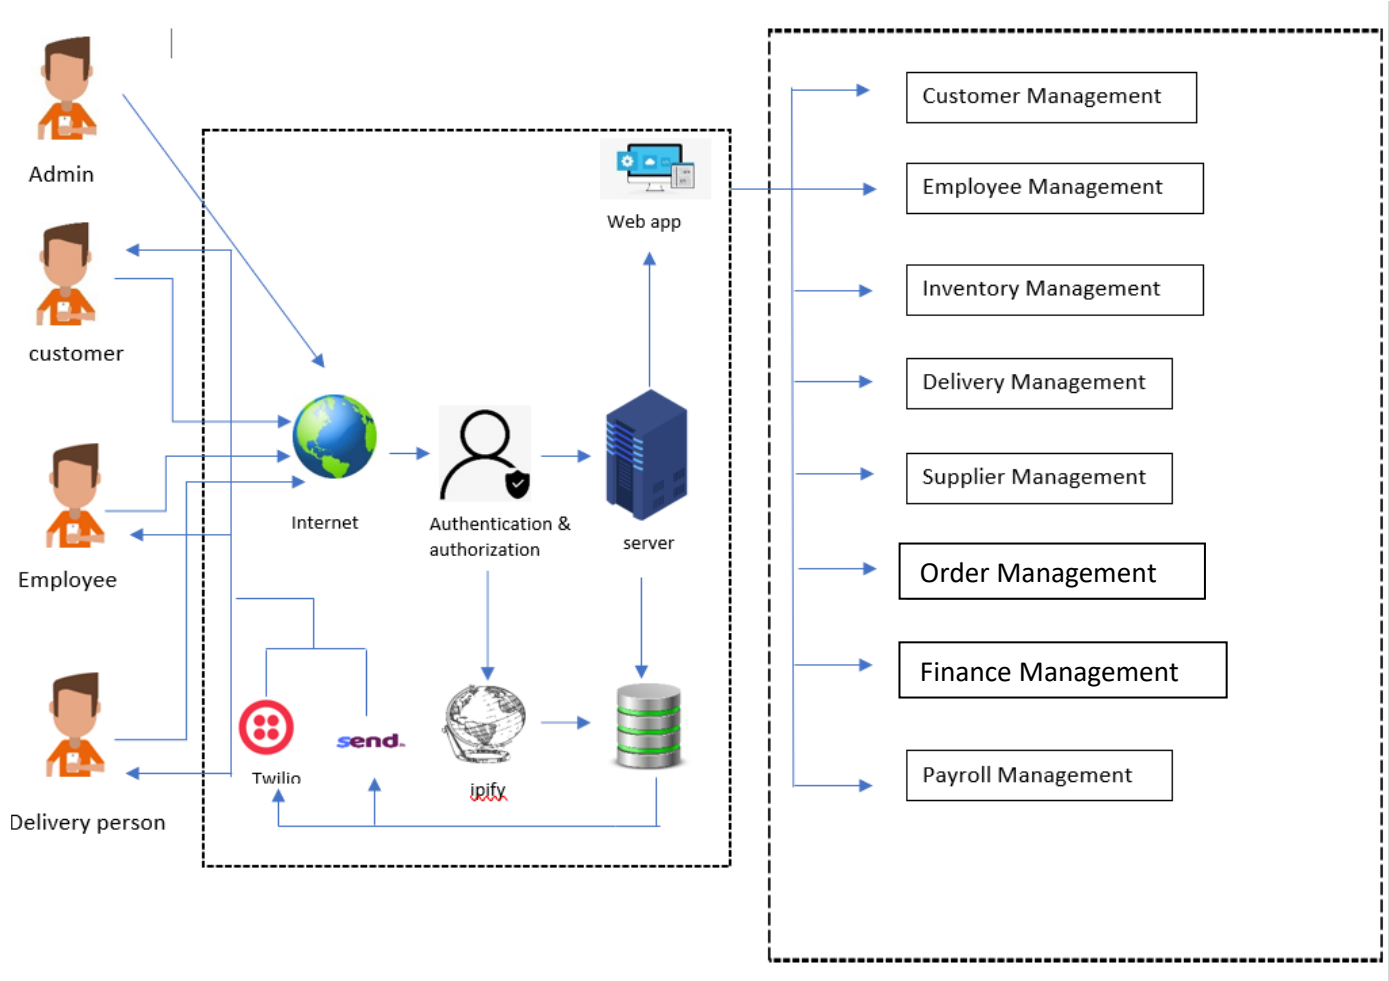 Admin
customer
Employee
Delivery person
Web app
Internet
Authentication &
authorization
server
Twilio
send
ipify
Customer Management
Employee Management
Inventory Management
Delivery Management
Supplier Management
Order Management
Finance Management
Payroll Management